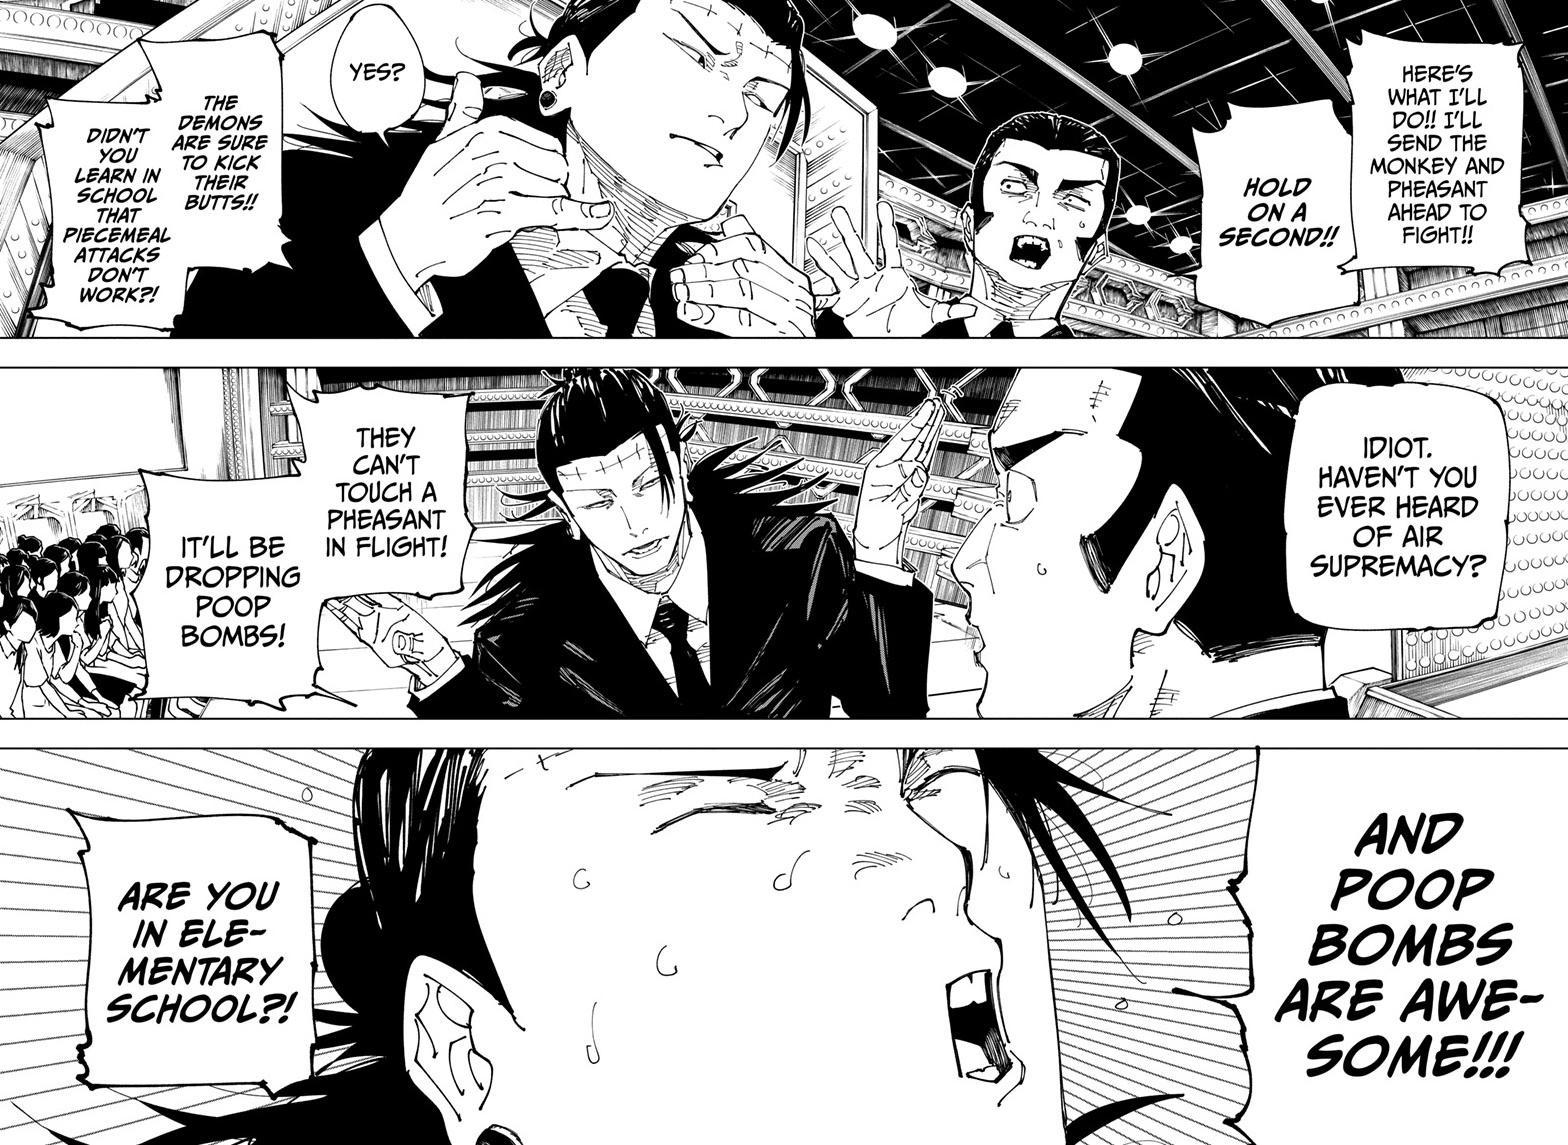 HERE'S
WHAT I'LL
DO!! I'LL
SEND THE
MONKEY AND
PHEASANT
AHEAD TO
FIGHT!!
HOLD
ON A
SECOND!!
YES?
THE
DEMONS
ARE SURE
TO KICK
THEIR
BUTTS!!
DIDN'T
YOU
LEARN IN
SCHOOL
THAT
PIECEMEAL
ATTACKS
DON'T
WORK?!
IDIOT.
HAVEN'T YOU
EVER HEARD
OF AIR
SUPREMACY?
THEY
CAN'T
TOUCH A
PHEASANT
IN FLIGHT!
IT'LL BE
DROPPING
POOP
BOMBS!
AND
POOP
BOMBS
ARE AWE-
SOME!!!
ARE YOU
IN ELE-
MENTARY
SCHOOL?!